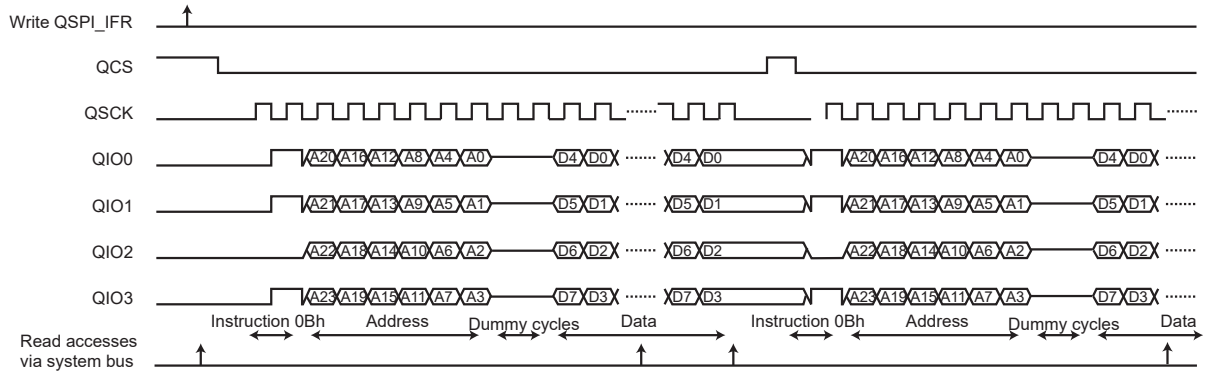 Write QSPI_IFR
QCS
QSCK
QIO0 A20 A16 A12 A8 A4 A0 D4 D0 D4 D0 A20 A16 A12 A8 A4 A0 D4 D0
QIO1 A21 A17 A13 A9 A5 A1 D5 D1 D5 D1 A21 A17 A13 A9 A5 A1 D5 D1
QIO2 A22 A18 A14 A10 A6 A2 D6 D2 D6 D2 A22 A18 A14 A10 A6 A2 D6 D2
QIO3 A23 A19 A15 A11 A7 A3 D7 D3 D7 D3 A23 A19 A15 A11 A7 A3 D7 D3
Instruction 0Bh Address Dummy cycles Data Instruction 0Bh Address Dummy cycles Data
Read accesses
via system bus